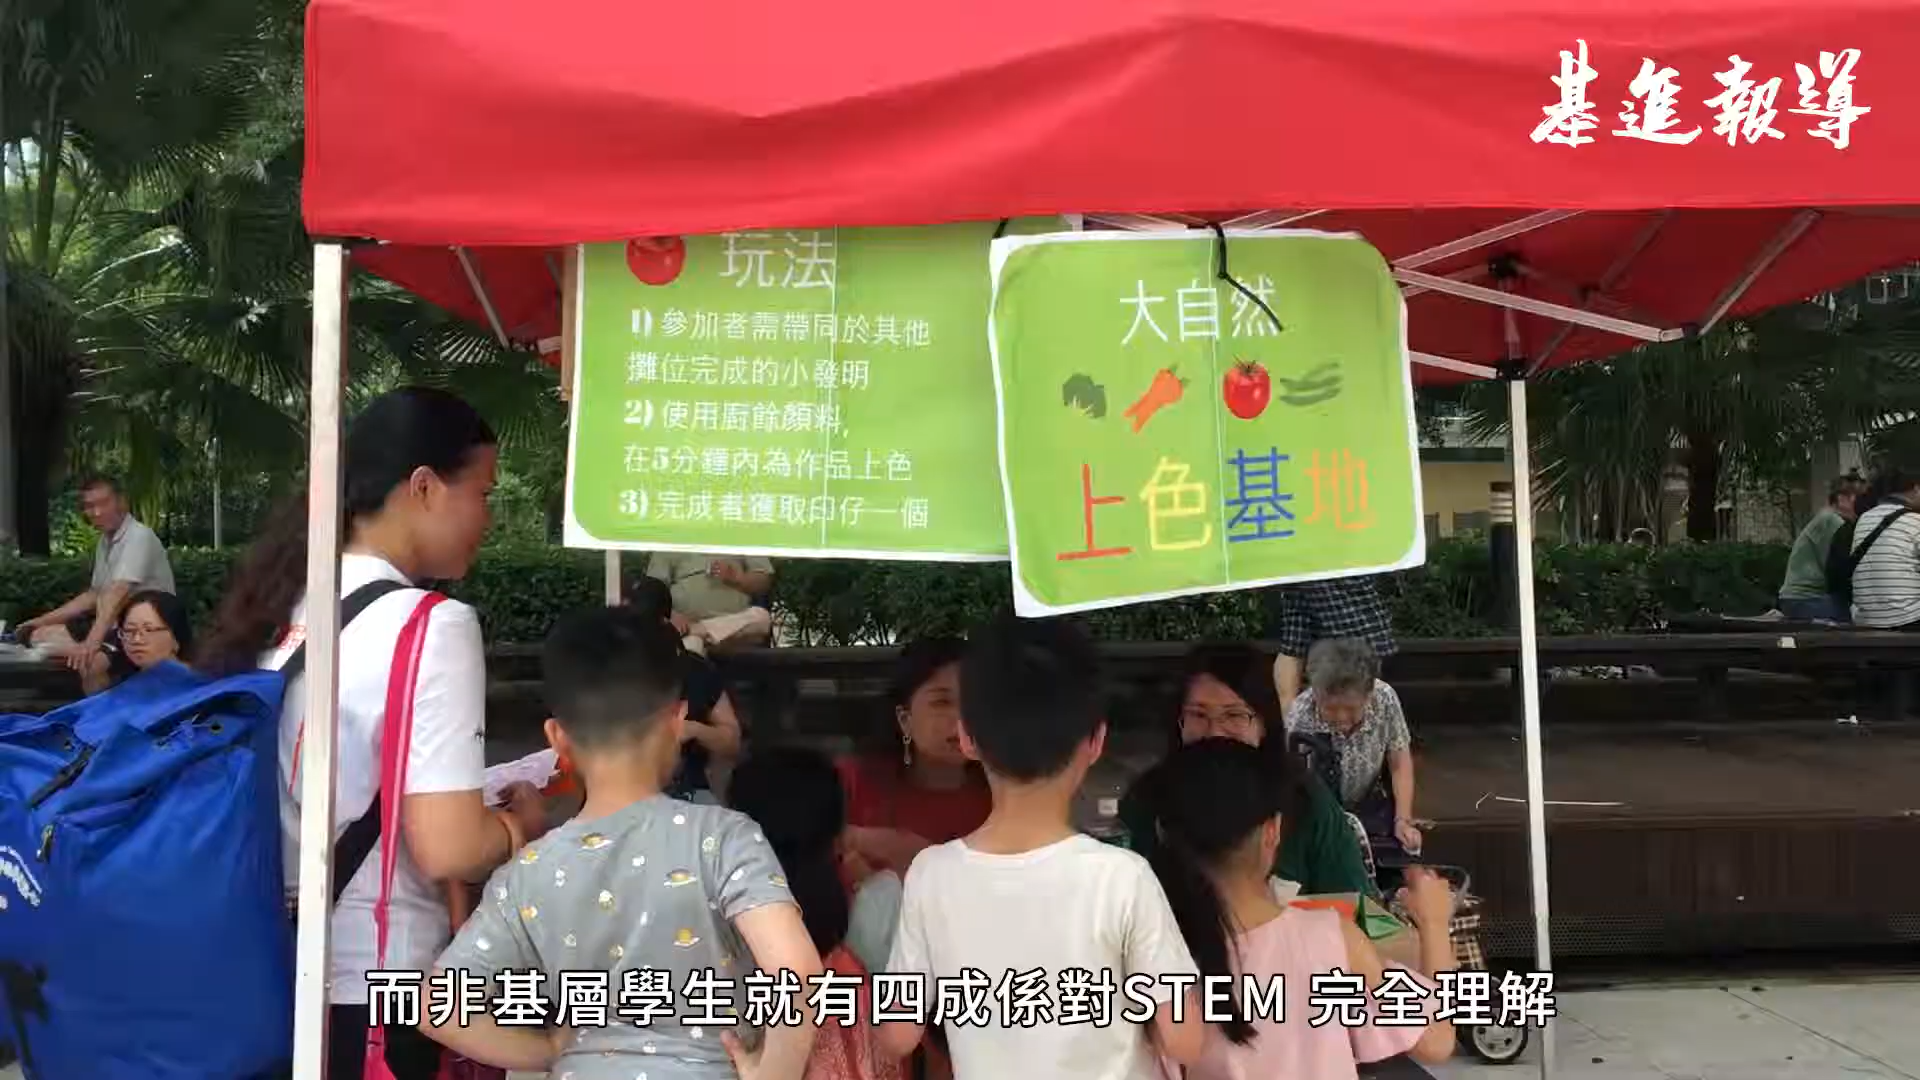 基進報導
玩法
1) 參加者需帶同於其他
攤位完成的小發明
2) 使用廚餘顏料,
在5分鐘內為作品上色
3) 完成者獲取印仔一個
大自然
上色基地
而非基層學生就有四成係對STEM 完全理解